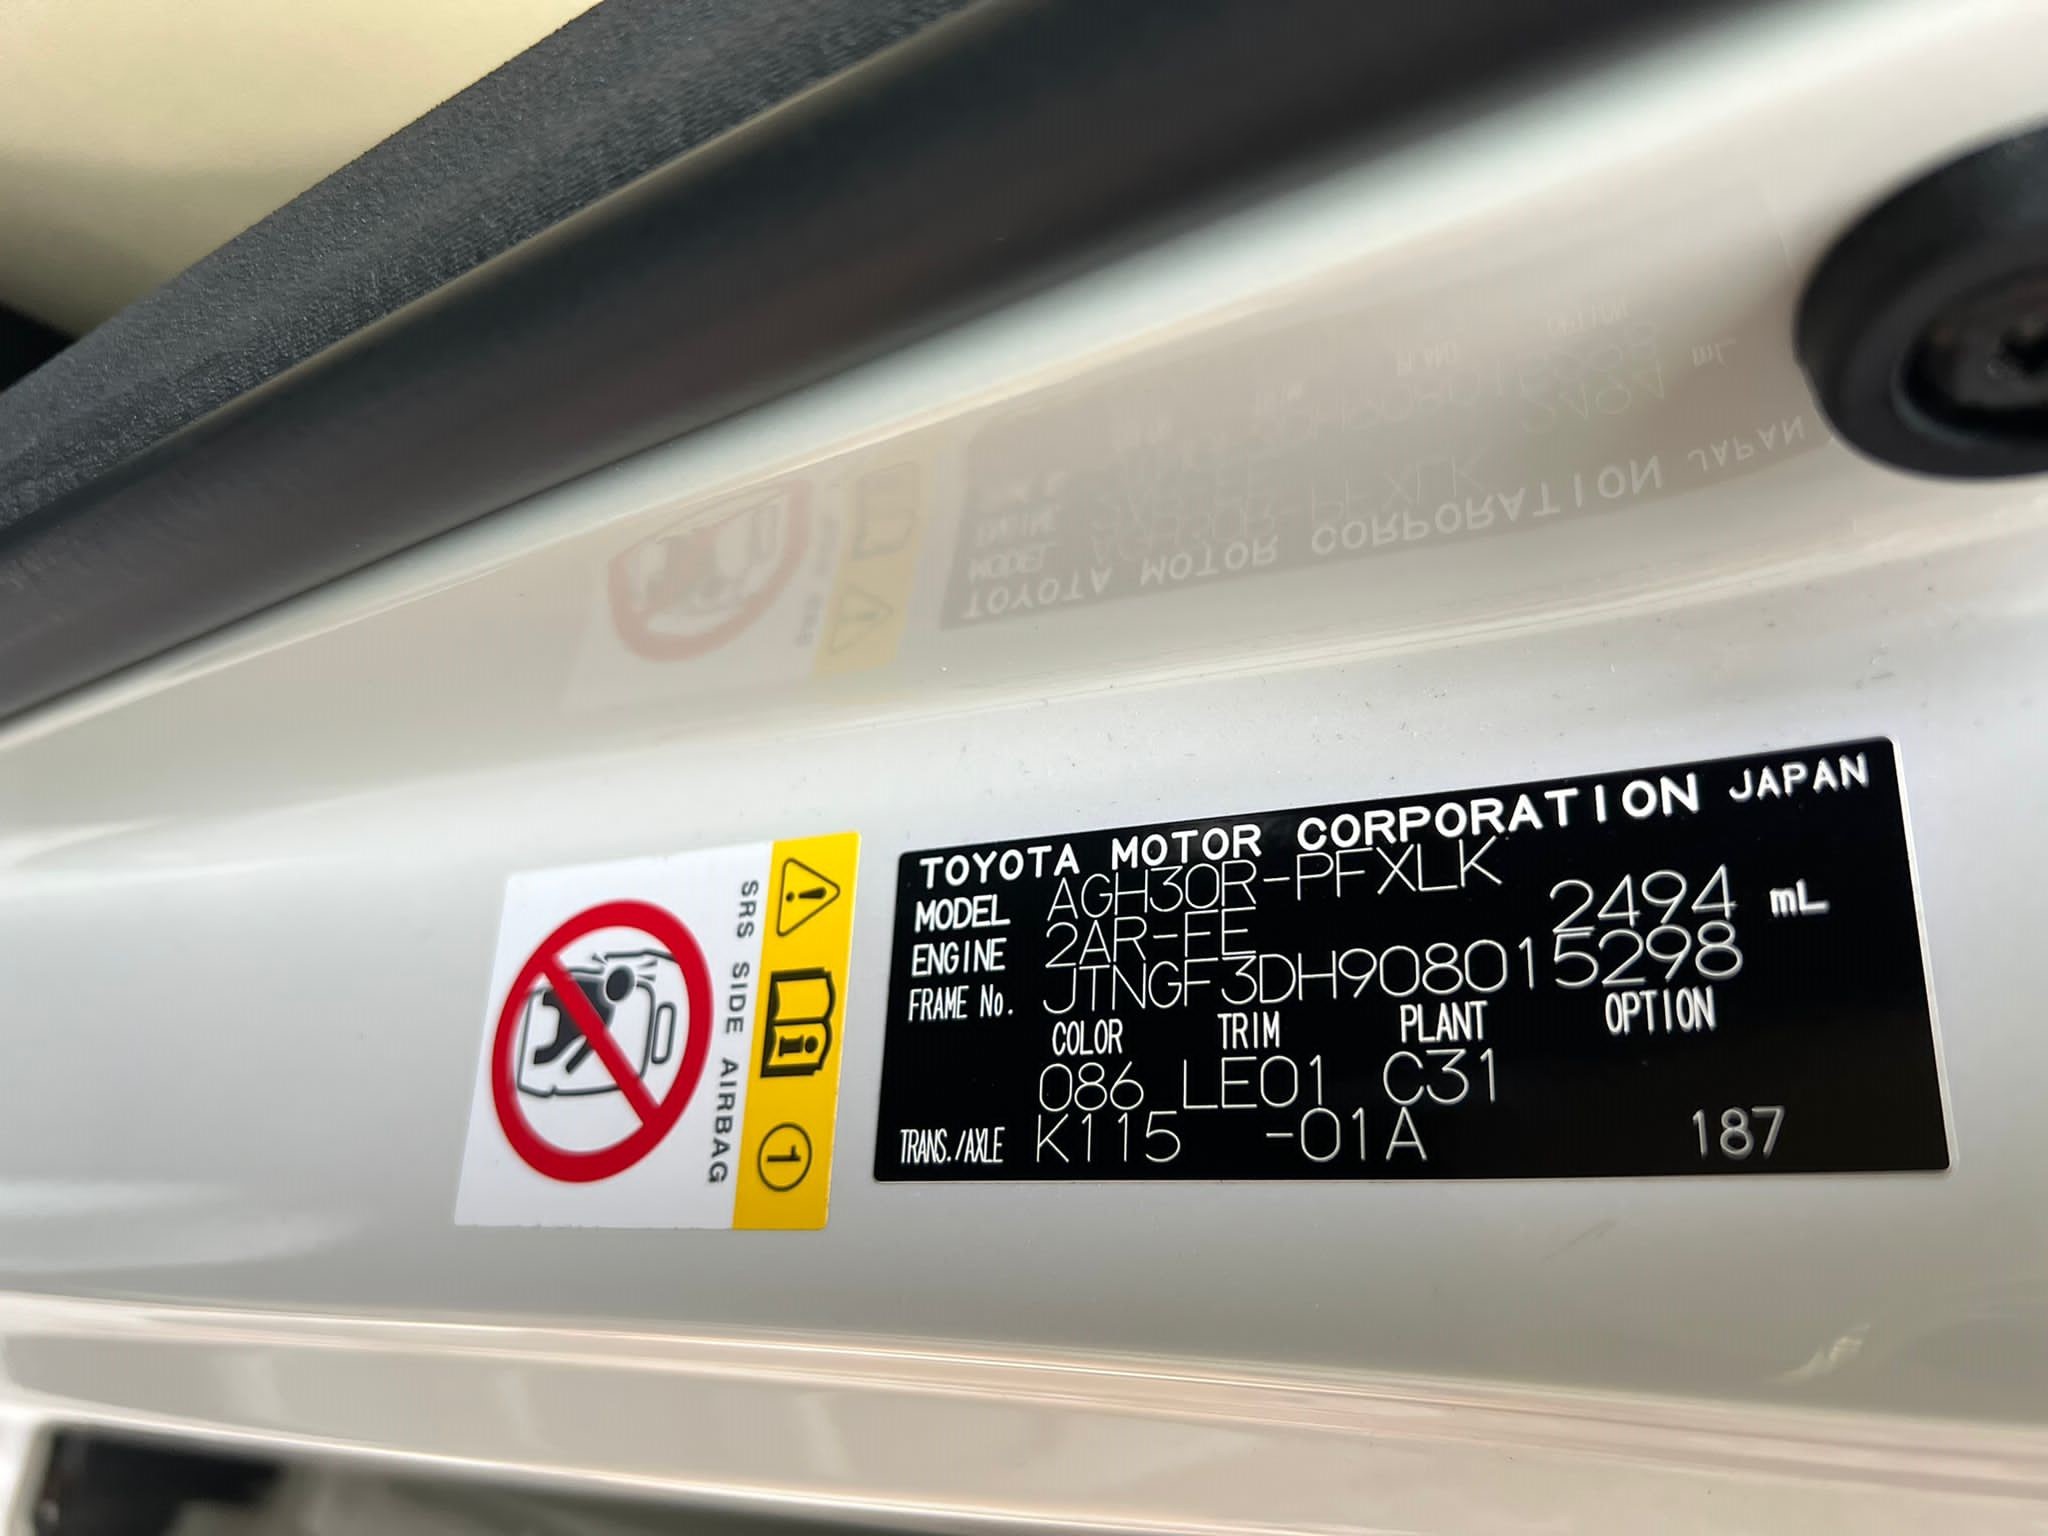 TOYOTA MOTOR CORPORATION JAPAN
MODEL AGH30R-PFXLK
ENGINE 2AR-FE 2494 mL
FRAME No. JTNGF3DH908015298
COLOR TRIM PLANT OPTION
086 LE01 C31
TRANS./AXLE K115 -01A 187
SRS SIDE AIRBAG
1